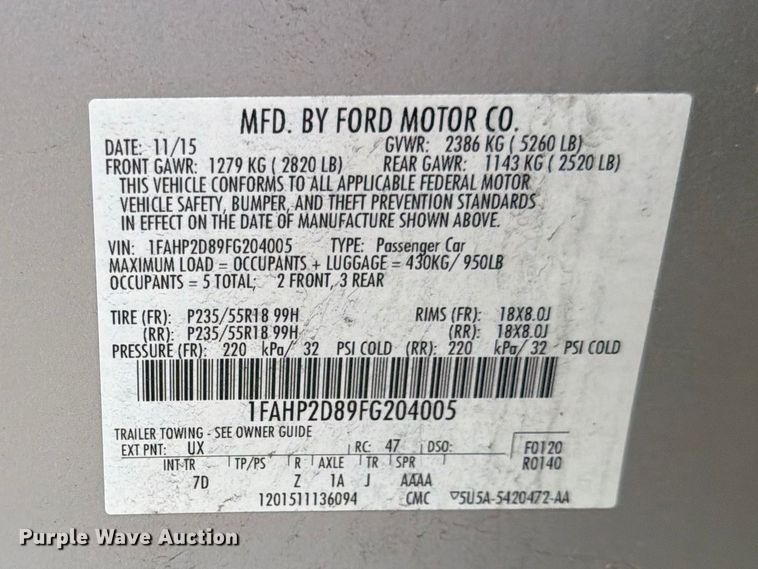 MFD. BY FORD MOTOR CO.
DATE: 11/15 GVWR: 2386 KG ( 5260 LB)
FRONT GAWR: 1279 KG ( 2820 LB) REAR GAWR: 1143 KG ( 2520 LB)
THIS VEHICLE CONFORMS TO ALL APPLICABLE FEDERAL MOTOR
VEHICLE SAFETY, BUMPER, AND THEFT PREVENTION STANDARDS
IN EFFECT ON THE DATE OF MANUFACTURE SHOWN ABOVE.
VIN: 1FAHP2D89FG204005 TYPE: Passenger Car
MAXIMUM LOAD = OCCUPANTS + LUGGAGE = 430KG/ 950LB
OCCUPANTS = 5 TOTAL; 2 FRONT, 3 REAR
TIRE (FR): P235/55R18 99H RIMS (FR): 18X8.0J
(RR): P235/55R18 99H (RR): 18X8.0J
PRESSURE (FR): 220 kPa/ 32 PSI COLD (RR): 220 kPa/ 32 PSI COLD
1FAHP2D89FG204005
TRAILER TOWING - SEE OWNER GUIDE
EXT PNT: UX RC: 47 DSO: F0120
INT TR TP/PS R AXLE TR SPR R0140
7D Z 1A J AAAA
1201511136094 CMC ▽5U5A-5420472-AA
Purple Wave Auction